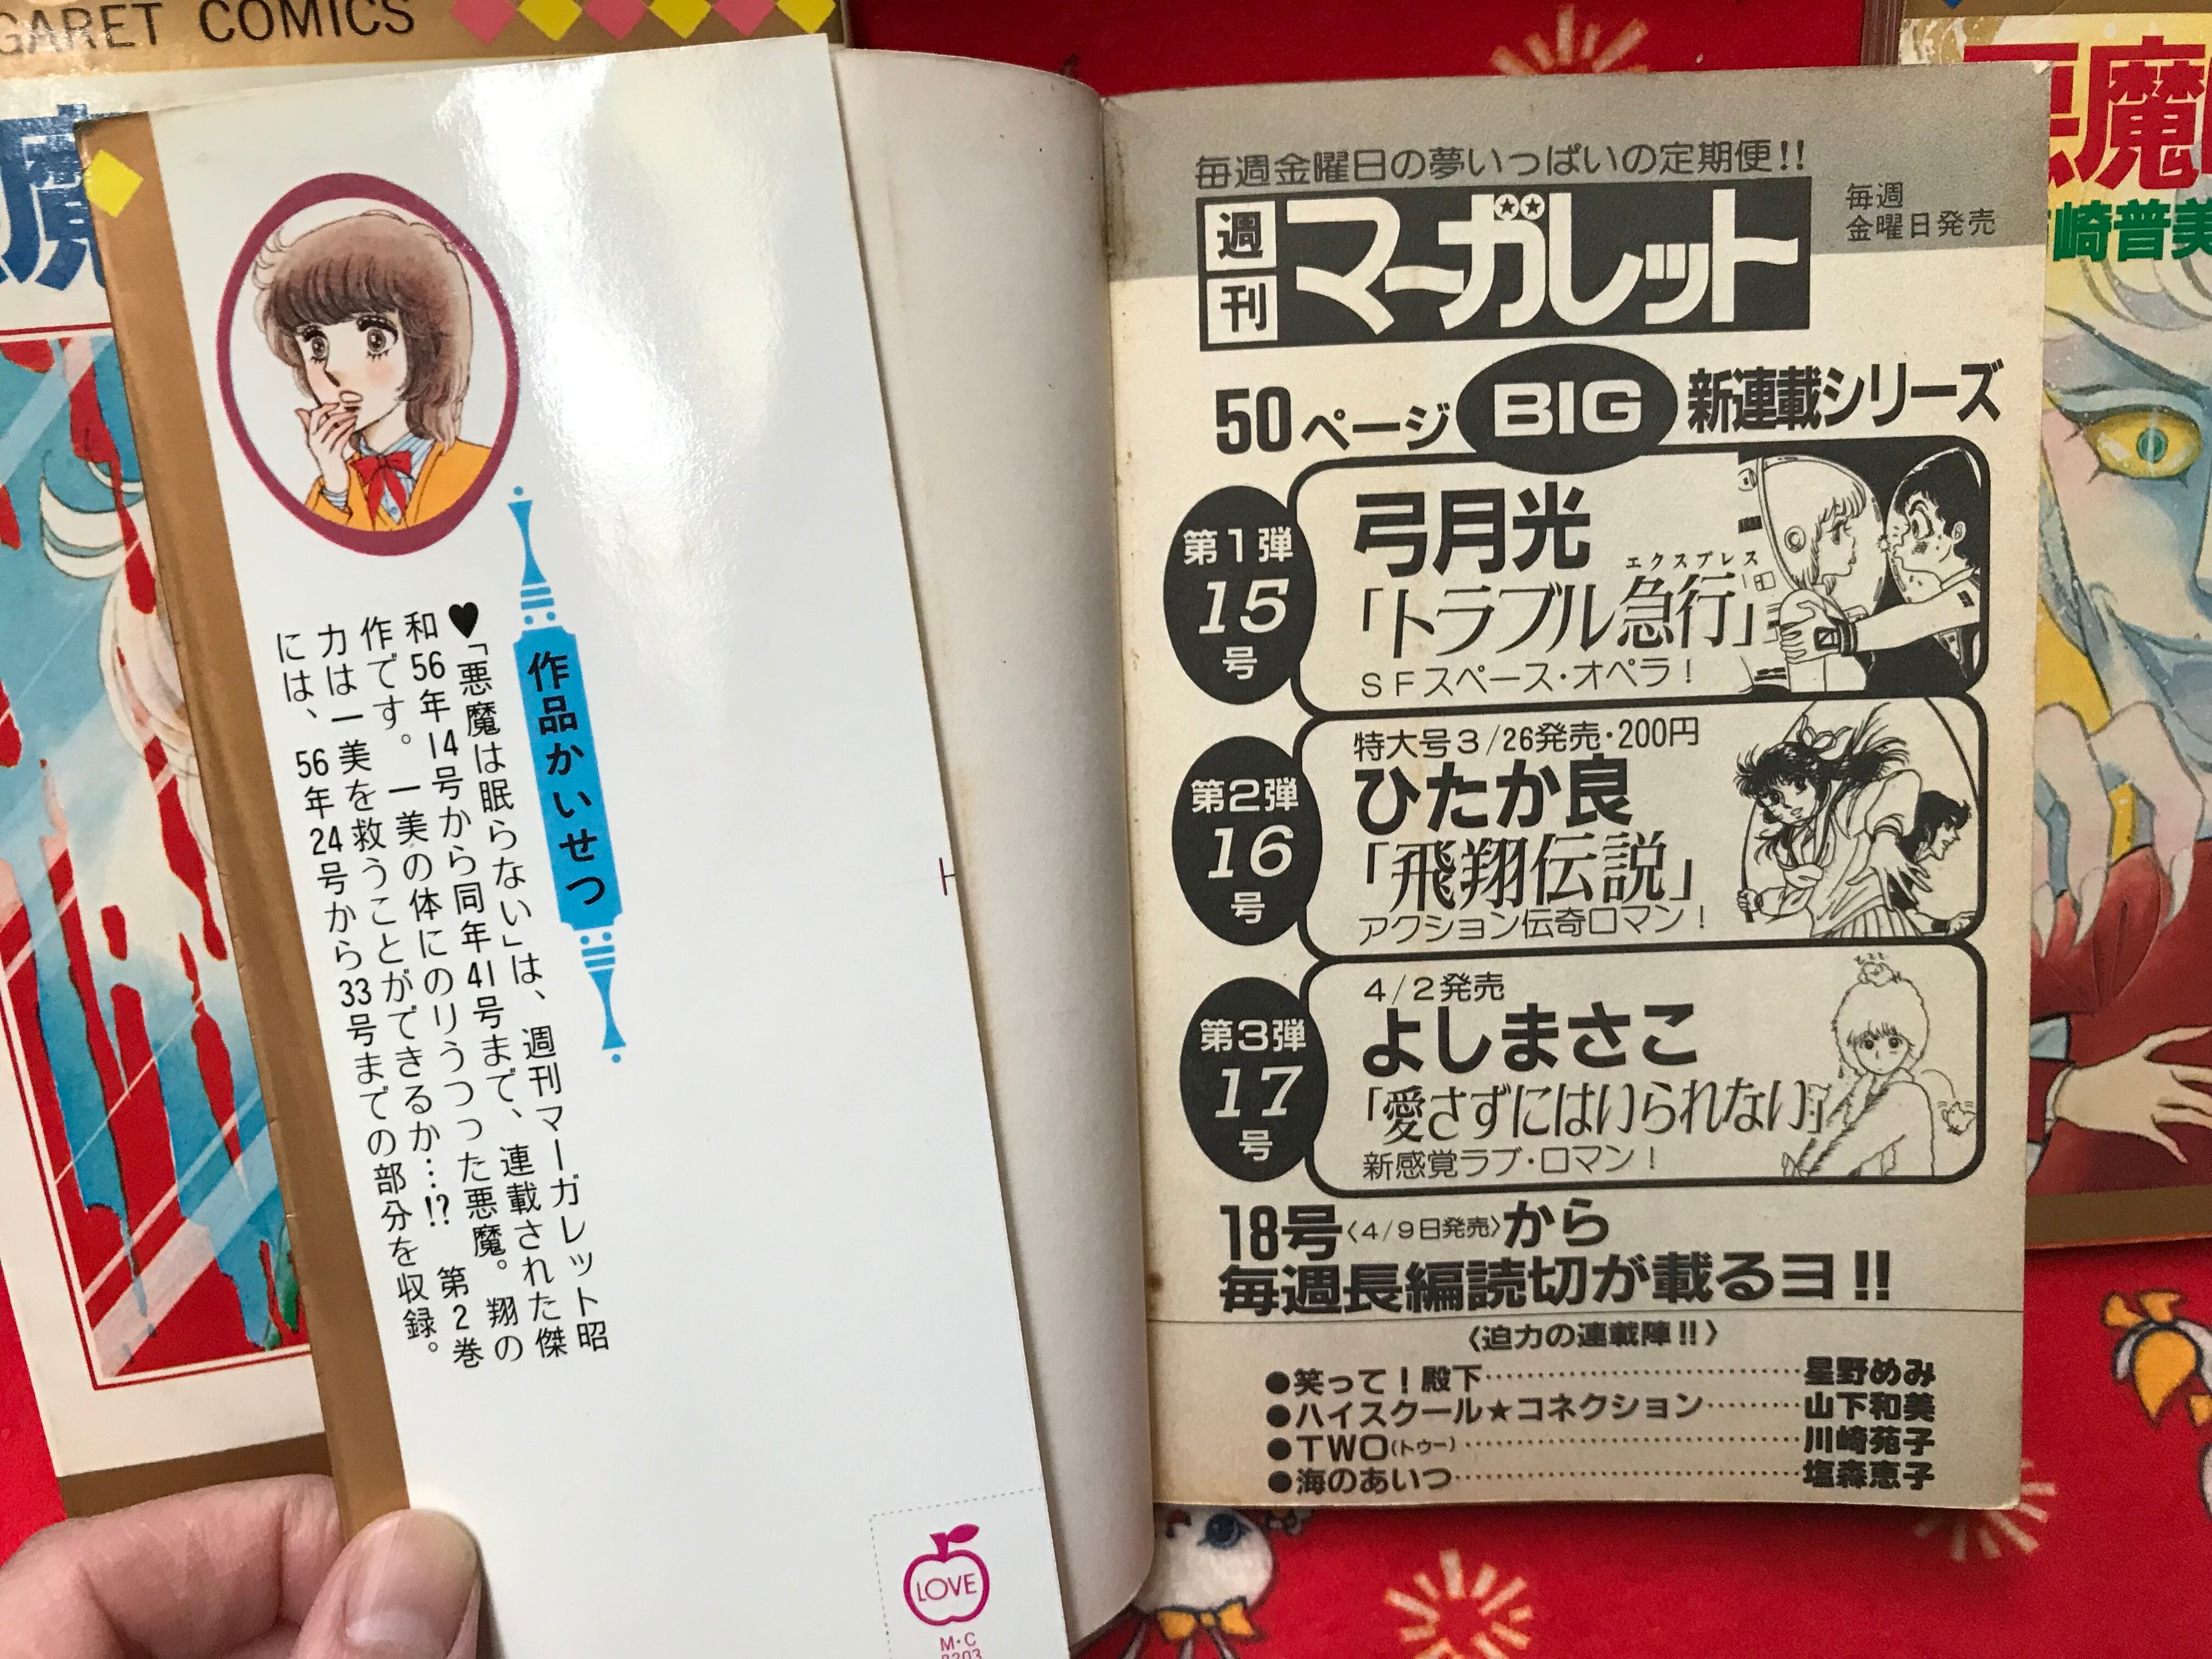 GARET COMICS
魔
作品かいせつ
♥「悪魔は眠らない」は、週刊マーガレット昭
和56年14号から同年41号まで、連載された傑
作です。一美の体にのりうつった悪魔。翔の
力は一美を救うことができるか…!? 第2巻
には、56年24号から33号までの部分を収録。
LOVE
M・C
毎週金曜日の夢いっぱいの定期便!!
週刊マーガレット
毎週
金曜日発売
50ページBIG新連載シリーズ
第1弾
15
号
弓月光
エクスプレス
「トラブル急行」
SFスペース・オペラ!
第2弾
16
号
特大号3/26発売・200円
ひたか良
「飛翔伝説」
アクション伝奇ロマン!
第3弾
17
号
4/2発売
よしまさこ
「愛さずにはいられない」
新感覚ラブ・ロマン!
18号〈4/9日発売〉から
毎週長編読切が載るヨ!!
〈迫力の連載陣!!〉
●笑って!殿下……星野めみ
●ハイスクール★コネクション……山下和美
●TWO(トゥー)……川崎苑子
●海のあいつ……塩森恵子
悪魔
崎普美